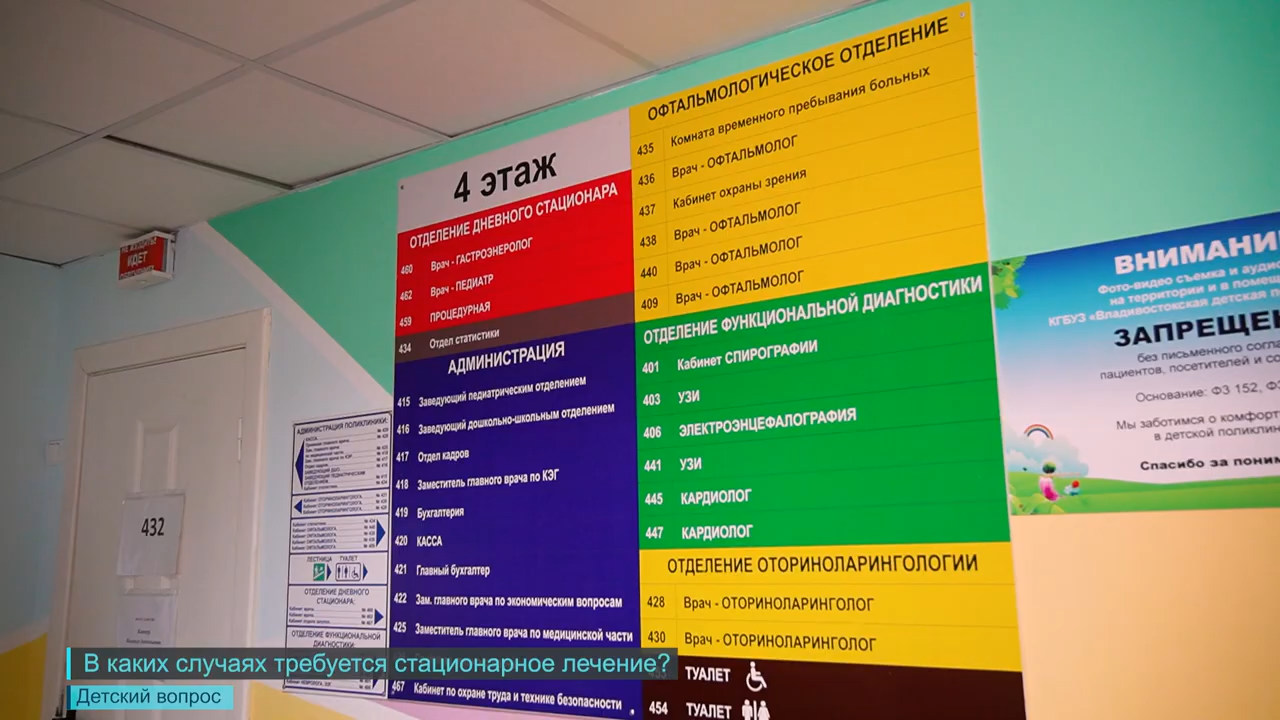 4 этаж
ОТДЕЛЕНИЕ ДНЕВНОГО СТАЦИОНАРА
460 Врач - ГАСТРОЭНЕРОЛОГ
462 Врач - ПЕДИАТР
459 ПРОЦЕДУРНАЯ
434 Отдел статистики
АДМИНИСТРАЦИЯ
415 Заведующий педиатрическим отделением
416 Заведующий дошкольно-школьным отделением
417 Отдел кадров
418 Заместитель главного врача по КЭГ
419 Бухгалтерия
420 КАССА
421 Главный бухгалтер
422 Зам. главного врача по экономическим вопросам
425 Заместитель главного врача по медицинской части
467 Кабинет по охране труда и технике безопасности
ОФТАЛЬМОЛОГИЧЕСКОЕ ОТДЕЛЕНИЕ
435 Комната временного пребывания больных
436 Врач - ОФТАЛЬМОЛОГ
437 Кабинет охраны зрения
438 Врач - ОФТАЛЬМОЛОГ
440 Врач - ОФТАЛЬМОЛОГ
409 Врач - ОФТАЛЬМОЛОГ
ОТДЕЛЕНИЕ ФУНКЦИОНАЛЬНОЙ ДИАГНОСТИКИ
401 Кабинет СПИРОГРАФИИ
403 УЗИ
406 ЭЛЕКТРОЭНЦЕФАЛОГРАФИЯ
441 УЗИ
445 КАРДИОЛОГ
447 КАРДИОЛОГ
ОТДЕЛЕНИЕ ОТОРИНОЛАРИНГОЛОГИИ
428 Врач - ОТОРИНОЛАРИНГОЛОГ
430 Врач - ОТОРИНОЛАРИНГОЛОГ
ТУАЛЕТ
454 ТУАЛЕТ
ИДЕТ
432
АДМИНИСТРАЦИЯ ПОЛИКЛИНИКИ:
ЛЕСТНИЦА ТУАЛЕТ
ОТДЕЛЕНИЕ ДНЕВНОГО
СТАЦИОНАРА:
ОТДЕЛЕНИЕ ФУНКЦИОНАЛЬНОЙ
ДИАГНОСТИКИ:
ВНИМАНИ
Фото-видео съемка и аудио
на территории и в помещ
КГБУЗ «Владивостокская детская п
ЗАПРЕЩЕН
без письменного согла
пациентов, посетителей и со
Основание: ФЗ 152, ФЗ
Мы заботимся о комфорт
в детской поликлин
Спасибо за поним
В каких случаях требуется стационарное лечение?
Детский вопрос